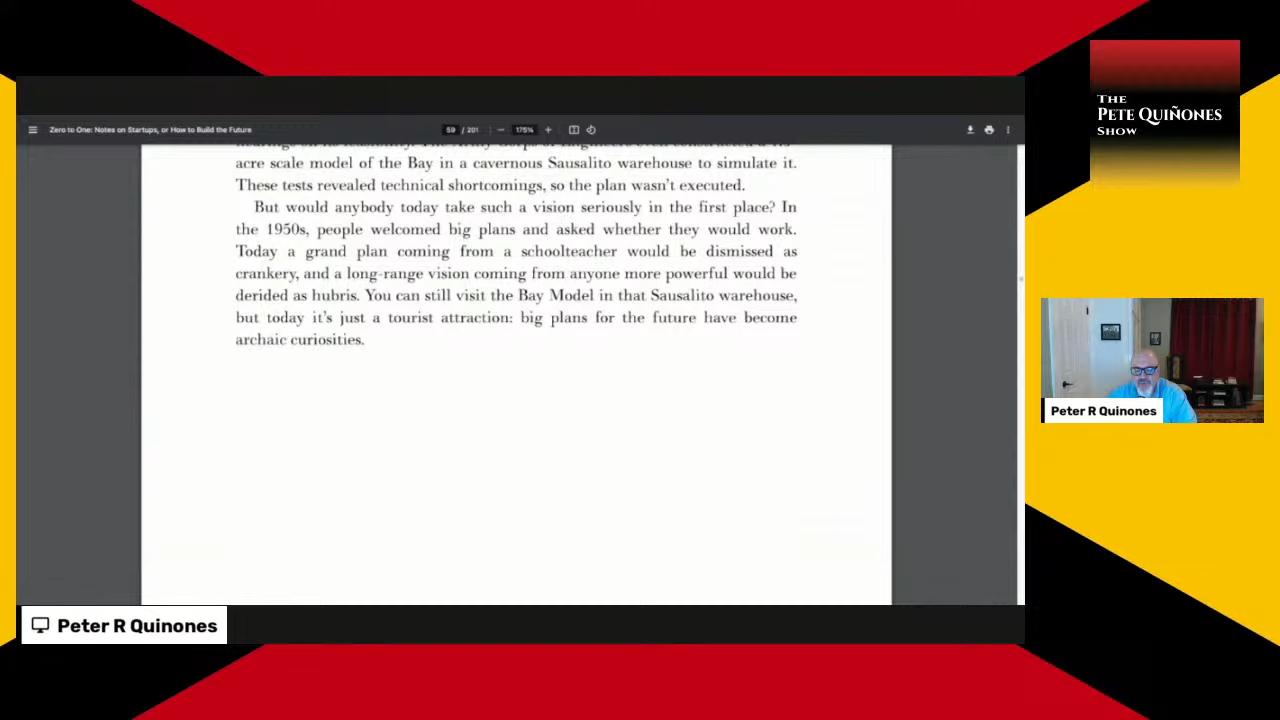 THE
PETE QUIÑONES
SHOW
Zero to One: Notes on Startups, or How to Build the Future
59 / 201
175%
acre scale model of the Bay in a cavernous Sausalito warehouse to simulate it.
These tests revealed technical shortcomings, so the plan wasn't executed.
But would anybody today take such a vision seriously in the first place? In
the 1950s, people welcomed big plans and asked whether they would work.
Today a grand plan coming from a schoolteacher would be dismissed as
crankery, and a long-range vision coming from anyone more powerful would be
derided as hubris. You can still visit the Bay Model in that Sausalito warehouse,
but today it's just a tourist attraction: big plans for the future have become
archaic curiosities.
Peter R Quinones
Peter R Quinones